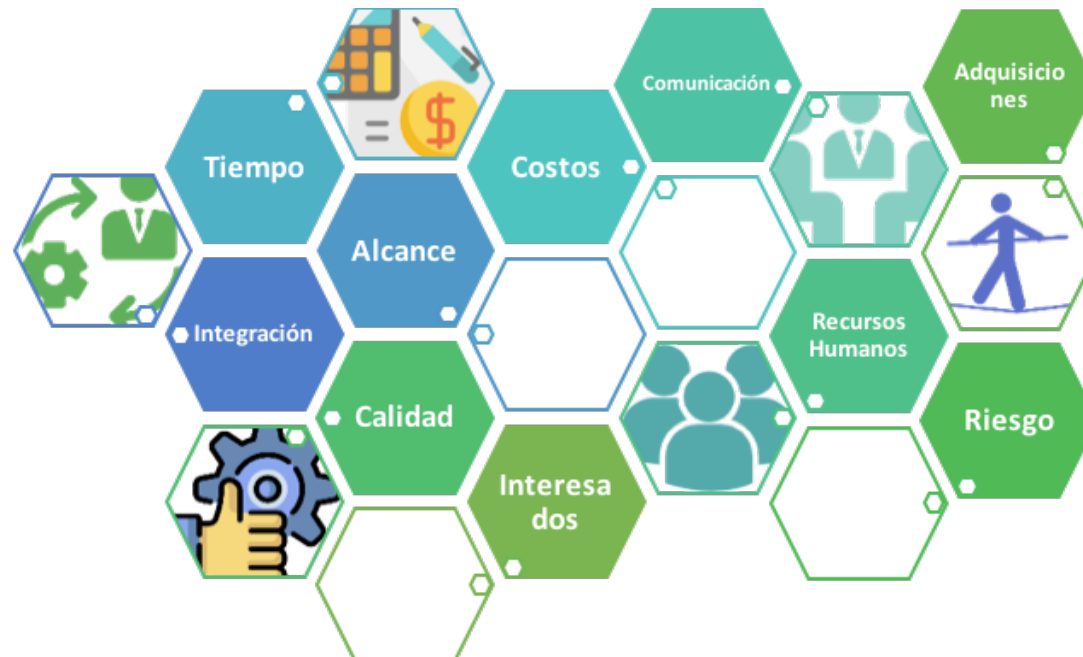 Comunicación
Adquisicio
nes
Tiempo
Costos
Alcance
Integración
Recursos
Humanos
Calidad
Riesgo
Interesa
dos
$
=